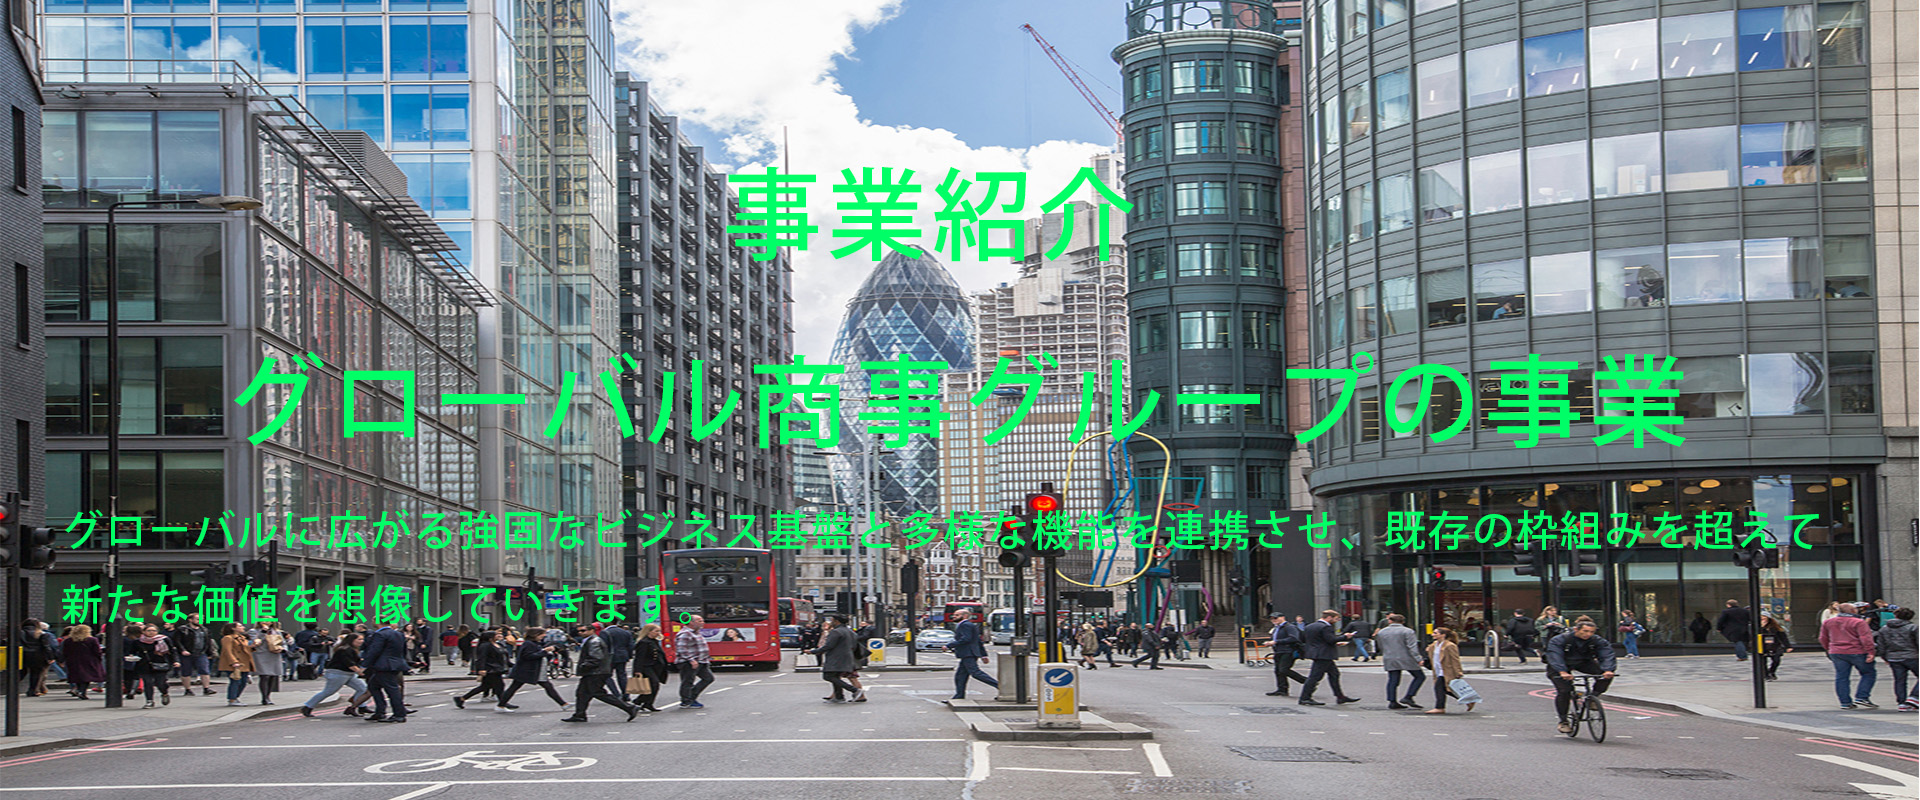 事業紹介
グローバル商事グループの事業
グローバルに広がる強固なビジネス基盤と多様な機能を連携させ、既存の枠組みを超えて
新たな価値を想像していきます。
35